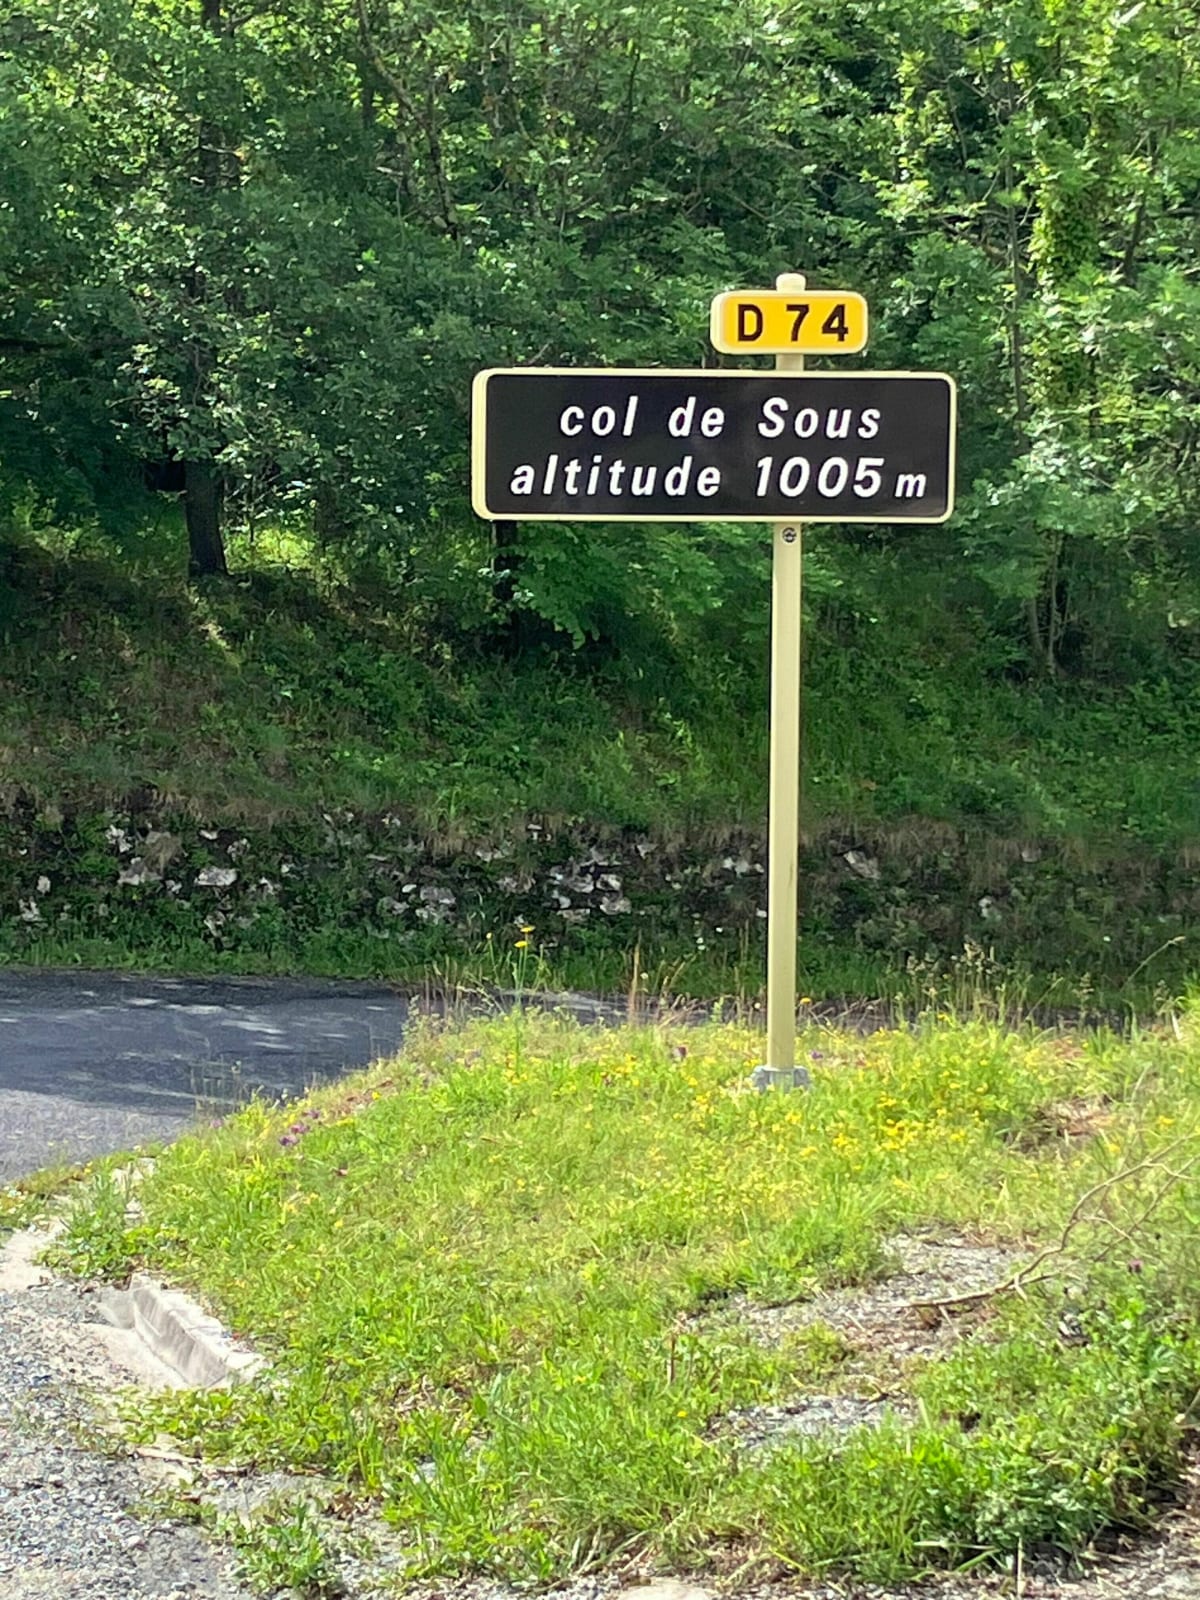 D 74
col de Sous
altitude 1005 m